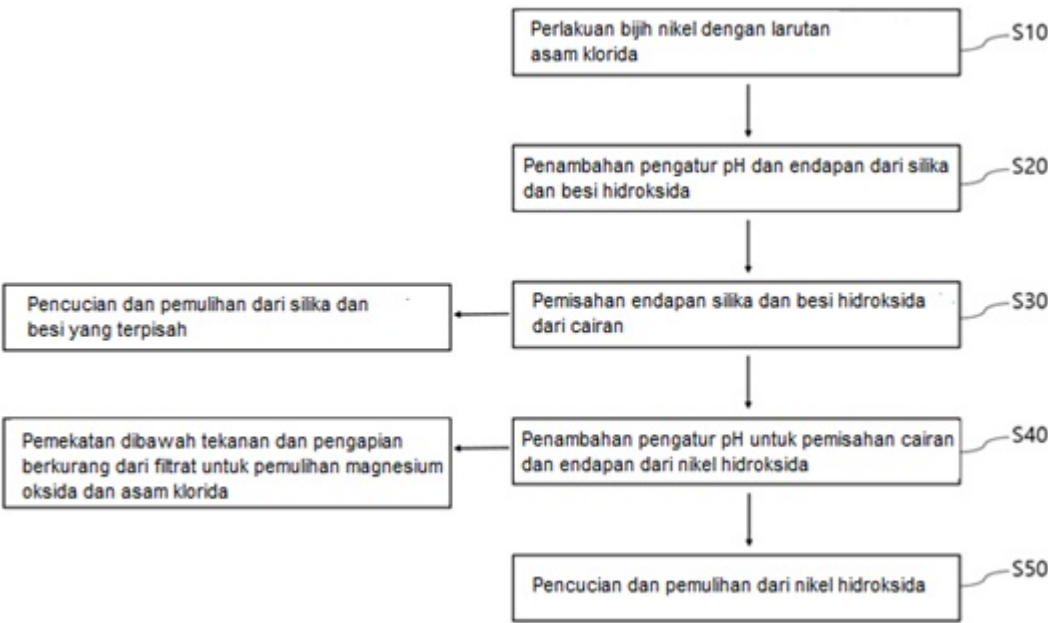 Perlakuan bijih nikel dengan larutan
asam klorida
S10
Penambahan pengatur pH dan endapan dari silika
dan besi hidroksida
S20
Pemisahan endapan silika dan besi hidroksida
dari cairan
S30
Pencucian dan pemulihan dari silika dan
besi yang terpisah
Penambahan pengatur pH untuk pemisahan cairan
dan endapan dari nikel hidroksida
S40
Pemekatan dibawah tekanan dan pengapian
berkurang dari filtrat untuk pemulihan magnesium
oksida dan asam klorida
Pencucian dan pemulihan dari nikel hidroksida
S50